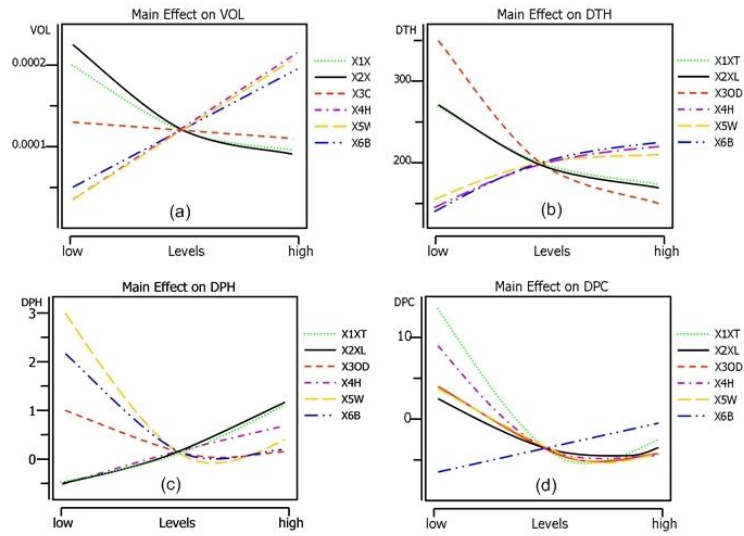 Main Effect on VOL
VOL
0.0002
0.0001
X1X
X2X
X3C
X4H
X5W
X6B
(a)
low Levels high
Main Effect on DTH
DTH
300
200
X1XT
X2XL
X3OD
X4H
X5W
X6B
(b)
low Levels high
Main Effect on DPH
DPH
3
2
1
0
X1XT
X2XL
X3OD
X4H
X5W
X6B
(c)
low Levels high
Main Effect on DPC
DPC
10
0
X1XT
X2XL
X3OD
X4H
X5W
X6B
(d)
low Levels high